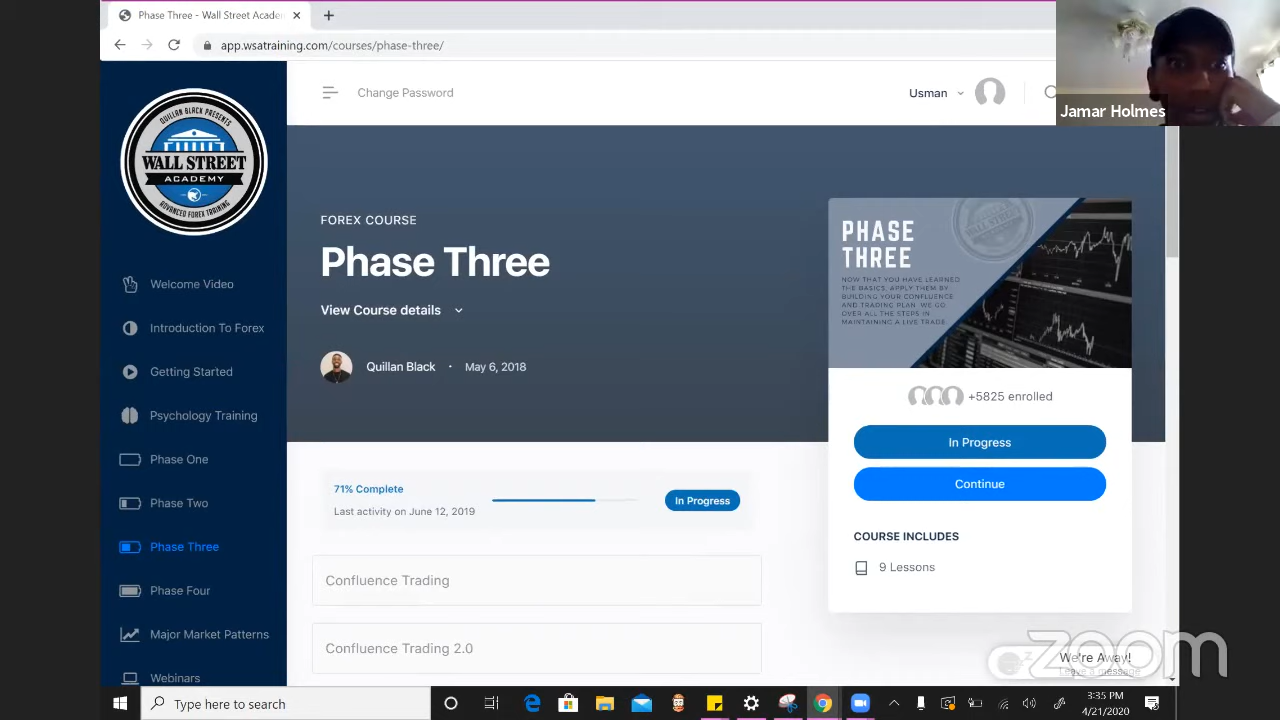 Phase Three - Wall Street Acade
app.wsatraining.com/courses/phase-three/
Jamar Holmes
QUILLAN BLACK PRESENTS
WALL STREET
ACADEMY
ADVANCED FOREX TRAINING
Change Password
Usman
Welcome Video
Introduction To Forex
Getting Started
Psychology Training
Phase One
Phase Two
Phase Three
Phase Four
Major Market Patterns
Webinars
FOREX COURSE
Phase Three
View Course details
Quillan Black · May 6, 2018
PHASE
THREE
NOW THAT YOU HAVE LEARNED
THE BASICS, APPLY THEM BY
BUILDING YOUR CONFLUENCE
AND TRADING PLAN. WE GO
OVER ALL THE STEPS IN
MAINTAINING A LIVE TRADE.
+5825 enrolled
In Progress
Continue
COURSE INCLUDES
9 Lessons
71% Complete
Last activity on June 12, 2019
In Progress
Confluence Trading
Confluence Trading 2.0
We're Away!
Leave a message
zoom
Type here to search
3:35 PM
4/21/2020